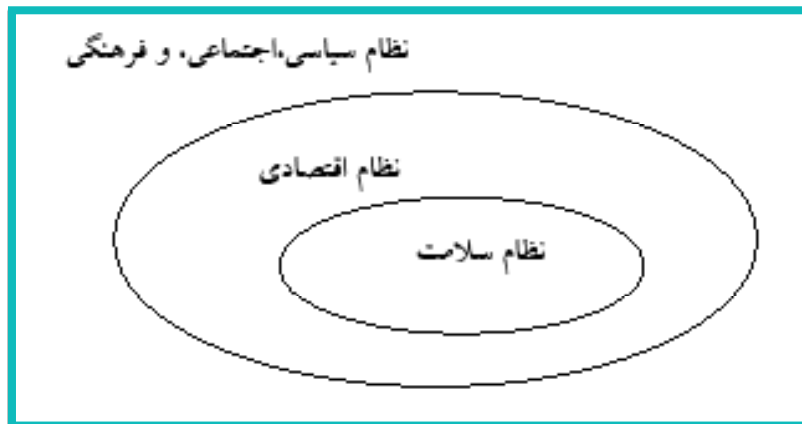 نظام سیاسی،اجتماعی، و فرهنگی
نظام اقتصادی
نظام سلامت